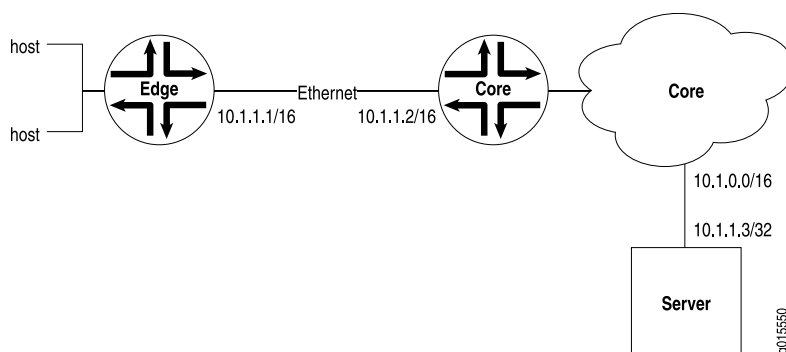 host
host
Edge
10.1.1.1/16
Ethernet
10.1.1.2/16
Core
Core
10.1.0.0/16
10.1.1.3/32
Server
g015550